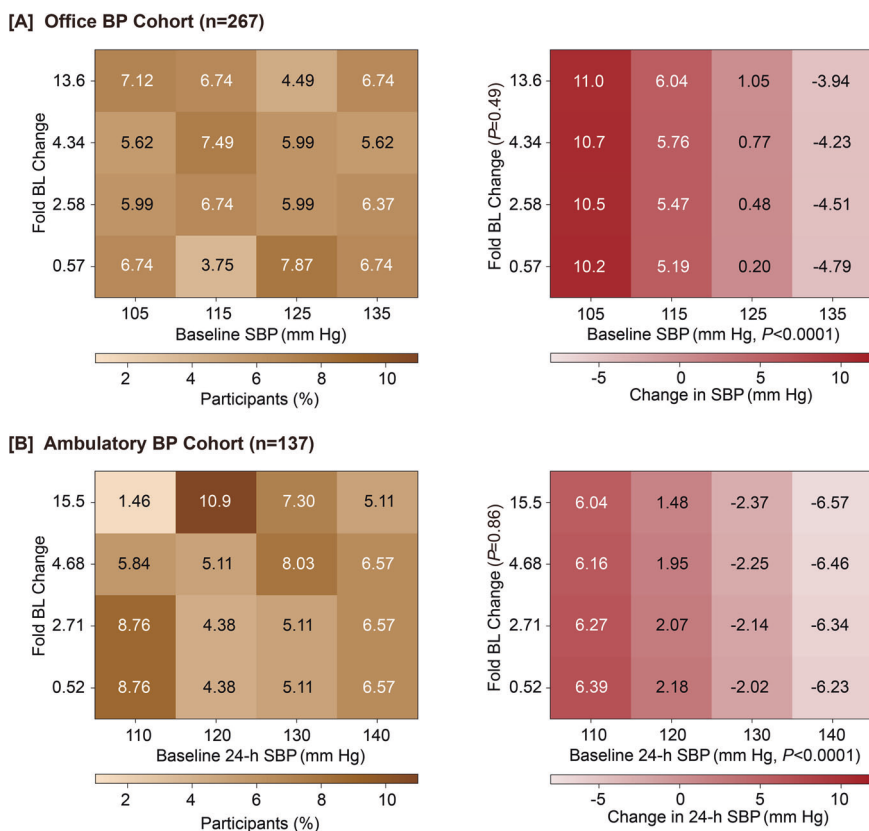 [A] Office BP Cohort (n=267)
Fold BL Change
13.6 7.12 6.74 4.49 6.74
4.34 5.62 7.49 5.99 5.62
2.58 5.99 6.74 5.99 6.37
0.57 6.74 3.75 7.87 6.74
105 115 125 135
Baseline SBP (mm Hg)
2 4 6 8 10
Participants (%)
Fold BL Change (P=0.49)
13.6 11.0 6.04 1.05 -3.94
4.34 10.7 5.76 0.77 -4.23
2.58 10.5 5.47 0.48 -4.51
0.57 10.2 5.19 0.20 -4.79
105 115 125 135
Baseline SBP (mm Hg, P<0.0001)
-5 0 5 10
Change in SBP (mm Hg)
[B] Ambulatory BP Cohort (n=137)
Fold BL Change
15.5 1.46 10.9 7.30 5.11
4.68 5.84 5.11 8.03 6.57
2.71 8.76 4.38 5.11 6.57
0.52 8.76 4.38 5.11 6.57
110 120 130 140
Baseline 24-h SBP (mm Hg)
2 4 6 8 10
Participants (%)
Fold BL Change (P=0.86)
15.5 6.04 1.48 -2.37 -6.57
4.68 6.16 1.95 -2.25 -6.46
2.71 6.27 2.07 -2.14 -6.34
0.52 6.39 2.18 -2.02 -6.23
110 120 130 140
Baseline 24-h SBP (mm Hg, P<0.0001)
-5 0 5 10
Change in 24-h SBP (mm Hg)